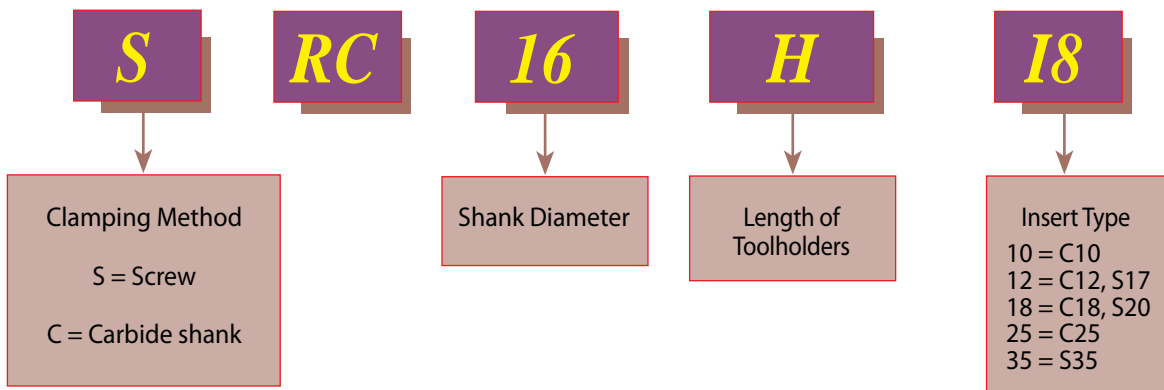 S RC 16 H I8
Clamping Method
S = Screw
C = Carbide shank
Shank Diameter
Length of
Toolholders
Insert Type
10 = C10
12 = C12, S17
18 = C18, S20
25 = C25
35 = S35